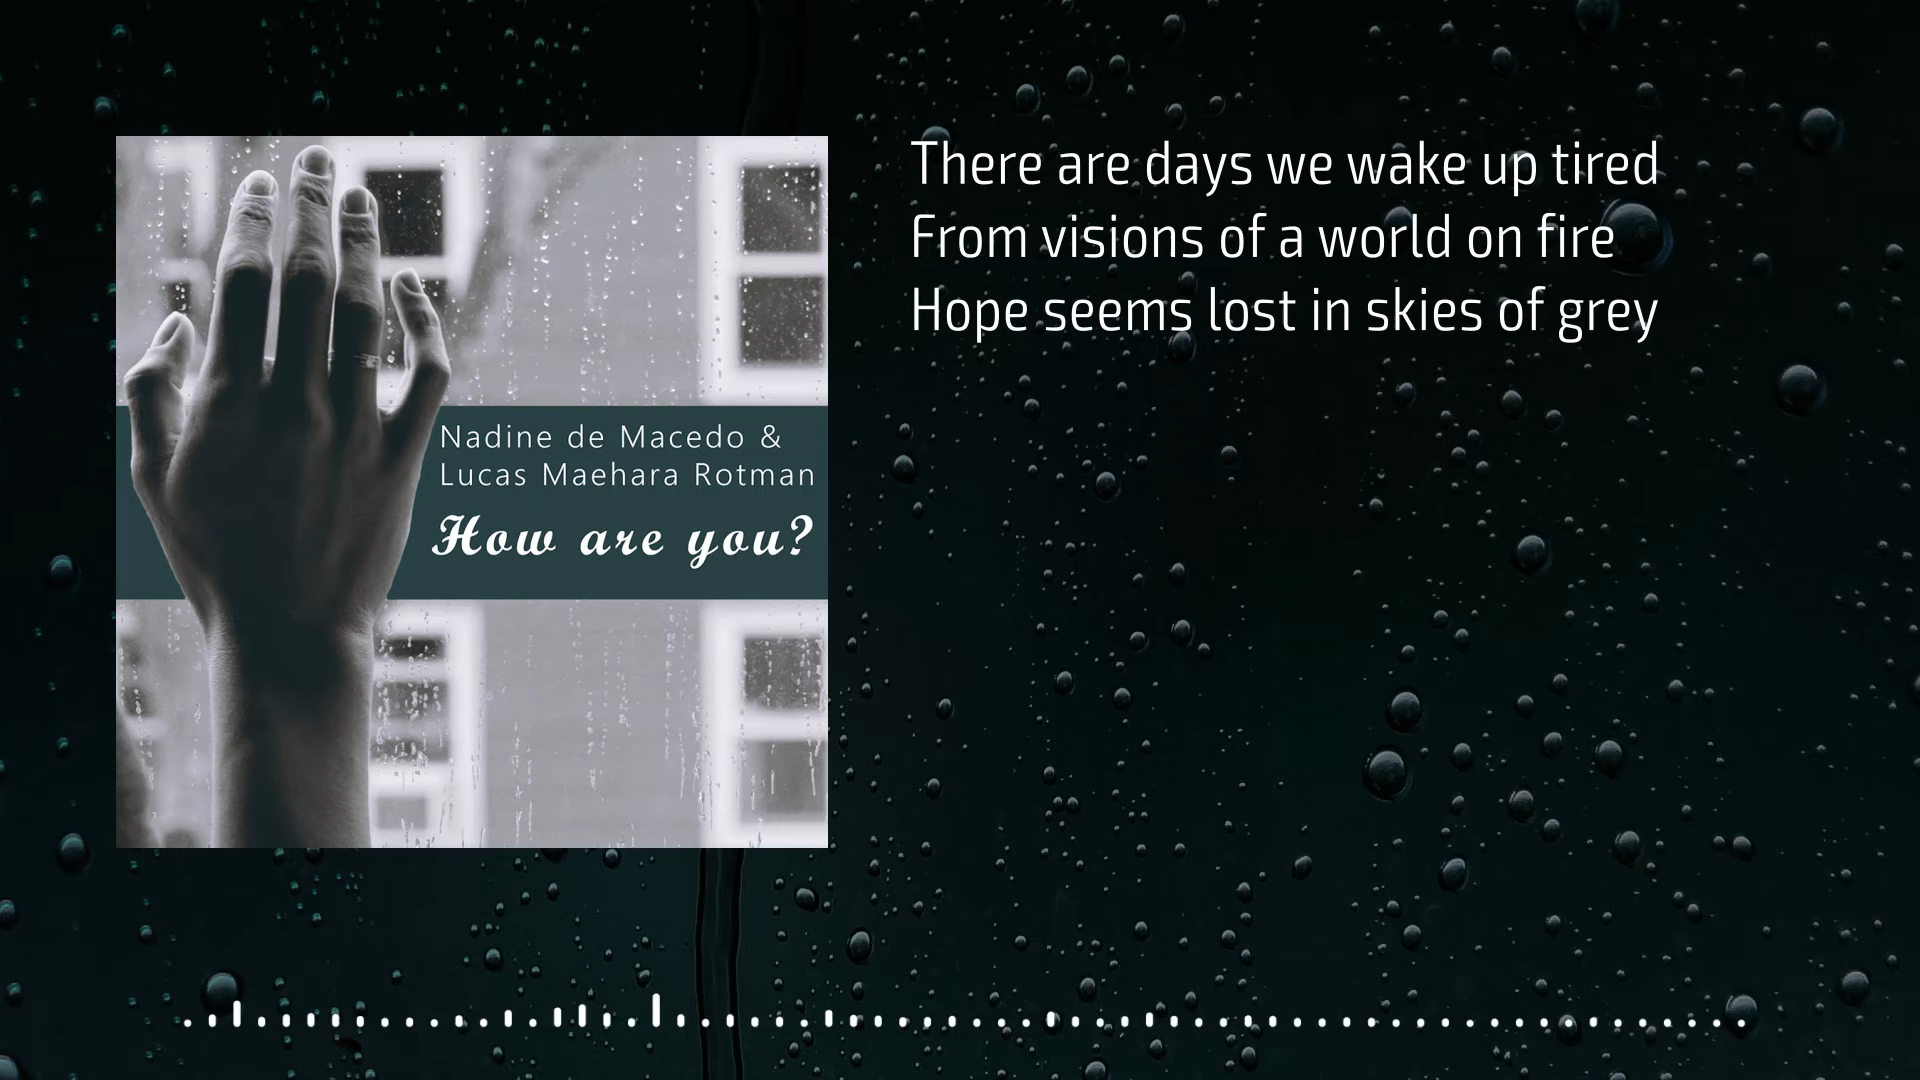 Nadine de Macedo &
Lucas Maehara Rotman
How are you?
There are days we wake up tired
From visions of a world on fire
Hope seems lost in skies of grey